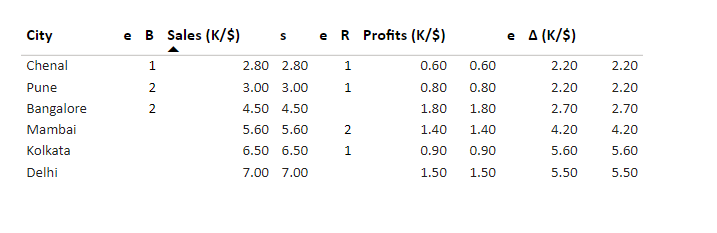 City e B Sales (K/$) s e R Profits (K/$) e Δ (K/$)
Chenal 1 2.80 2.80 1 0.60 0.60 2.20 2.20
Pune 2 3.00 3.00 1 0.80 0.80 2.20 2.20
Bangalore 2 4.50 4.50 1.80 1.80 2.70 2.70
Mambai 5.60 5.60 2 1.40 1.40 4.20 4.20
Kolkata 6.50 6.50 1 0.90 0.90 5.60 5.60
Delhi 7.00 7.00 1.50 1.50 5.50 5.50